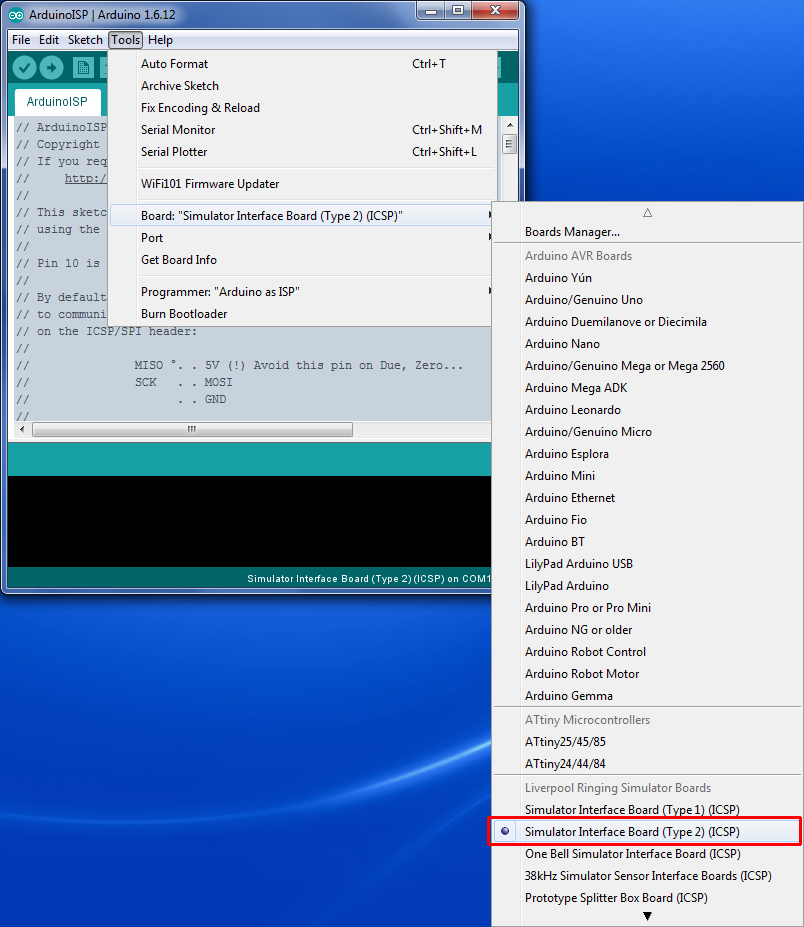 ArduinoISP | Arduino 1.6.12
File Edit Sketch Tools Help
ArduinoISP
Auto Format Ctrl+T
Archive Sketch
Fix Encoding & Reload
Serial Monitor Ctrl+Shift+M
Serial Plotter Ctrl+Shift+L
WiFi101 Firmware Updater
Board: "Simulator Interface Board (Type 2) (ICSP)"
Port
Get Board Info
Programmer: "Arduino as ISP"
Burn Bootloader
// ArduinoISP
// Copyright
// If you req
// http:/
//
// This sketc
// using the
//
// Pin 10 is
//
// By default
// to communi
// on the ICSP/SPI header:
//
// MISO °. . 5V (!) Avoid this pin on Due, Zero...
// SCK . . MOSI
// . . GND
//
Simulator Interface Board (Type 2) (ICSP) on COM1
Boards Manager...
Arduino AVR Boards
Arduino Yún
Arduino/Genuino Uno
Arduino Duemilanove or Diecimila
Arduino Nano
Arduino/Genuino Mega or Mega 2560
Arduino Mega ADK
Arduino Leonardo
Arduino/Genuino Micro
Arduino Esplora
Arduino Mini
Arduino Ethernet
Arduino Fio
Arduino BT
LilyPad Arduino USB
LilyPad Arduino
Arduino Pro or Pro Mini
Arduino NG or older
Arduino Robot Control
Arduino Robot Motor
Arduino Gemma
ATtiny Microcontrollers
ATtiny25/45/85
ATtiny24/44/84
Liverpool Ringing Simulator Boards
Simulator Interface Board (Type 1) (ICSP)
Simulator Interface Board (Type 2) (ICSP)
One Bell Simulator Interface Board (ICSP)
38kHz Simulator Sensor Interface Boards (ICSP)
Prototype Splitter Box Board (ICSP)